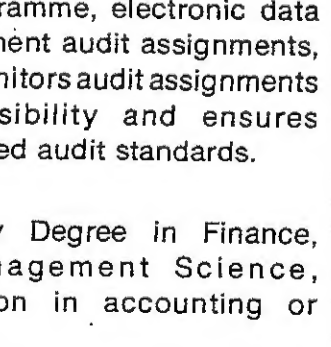 ramme, electronic data
ment audit assignments,
nitors audit assignments
sibility and ensures
ed audit standards.
Degree in Finance,
nagement Science,
on in accounting or